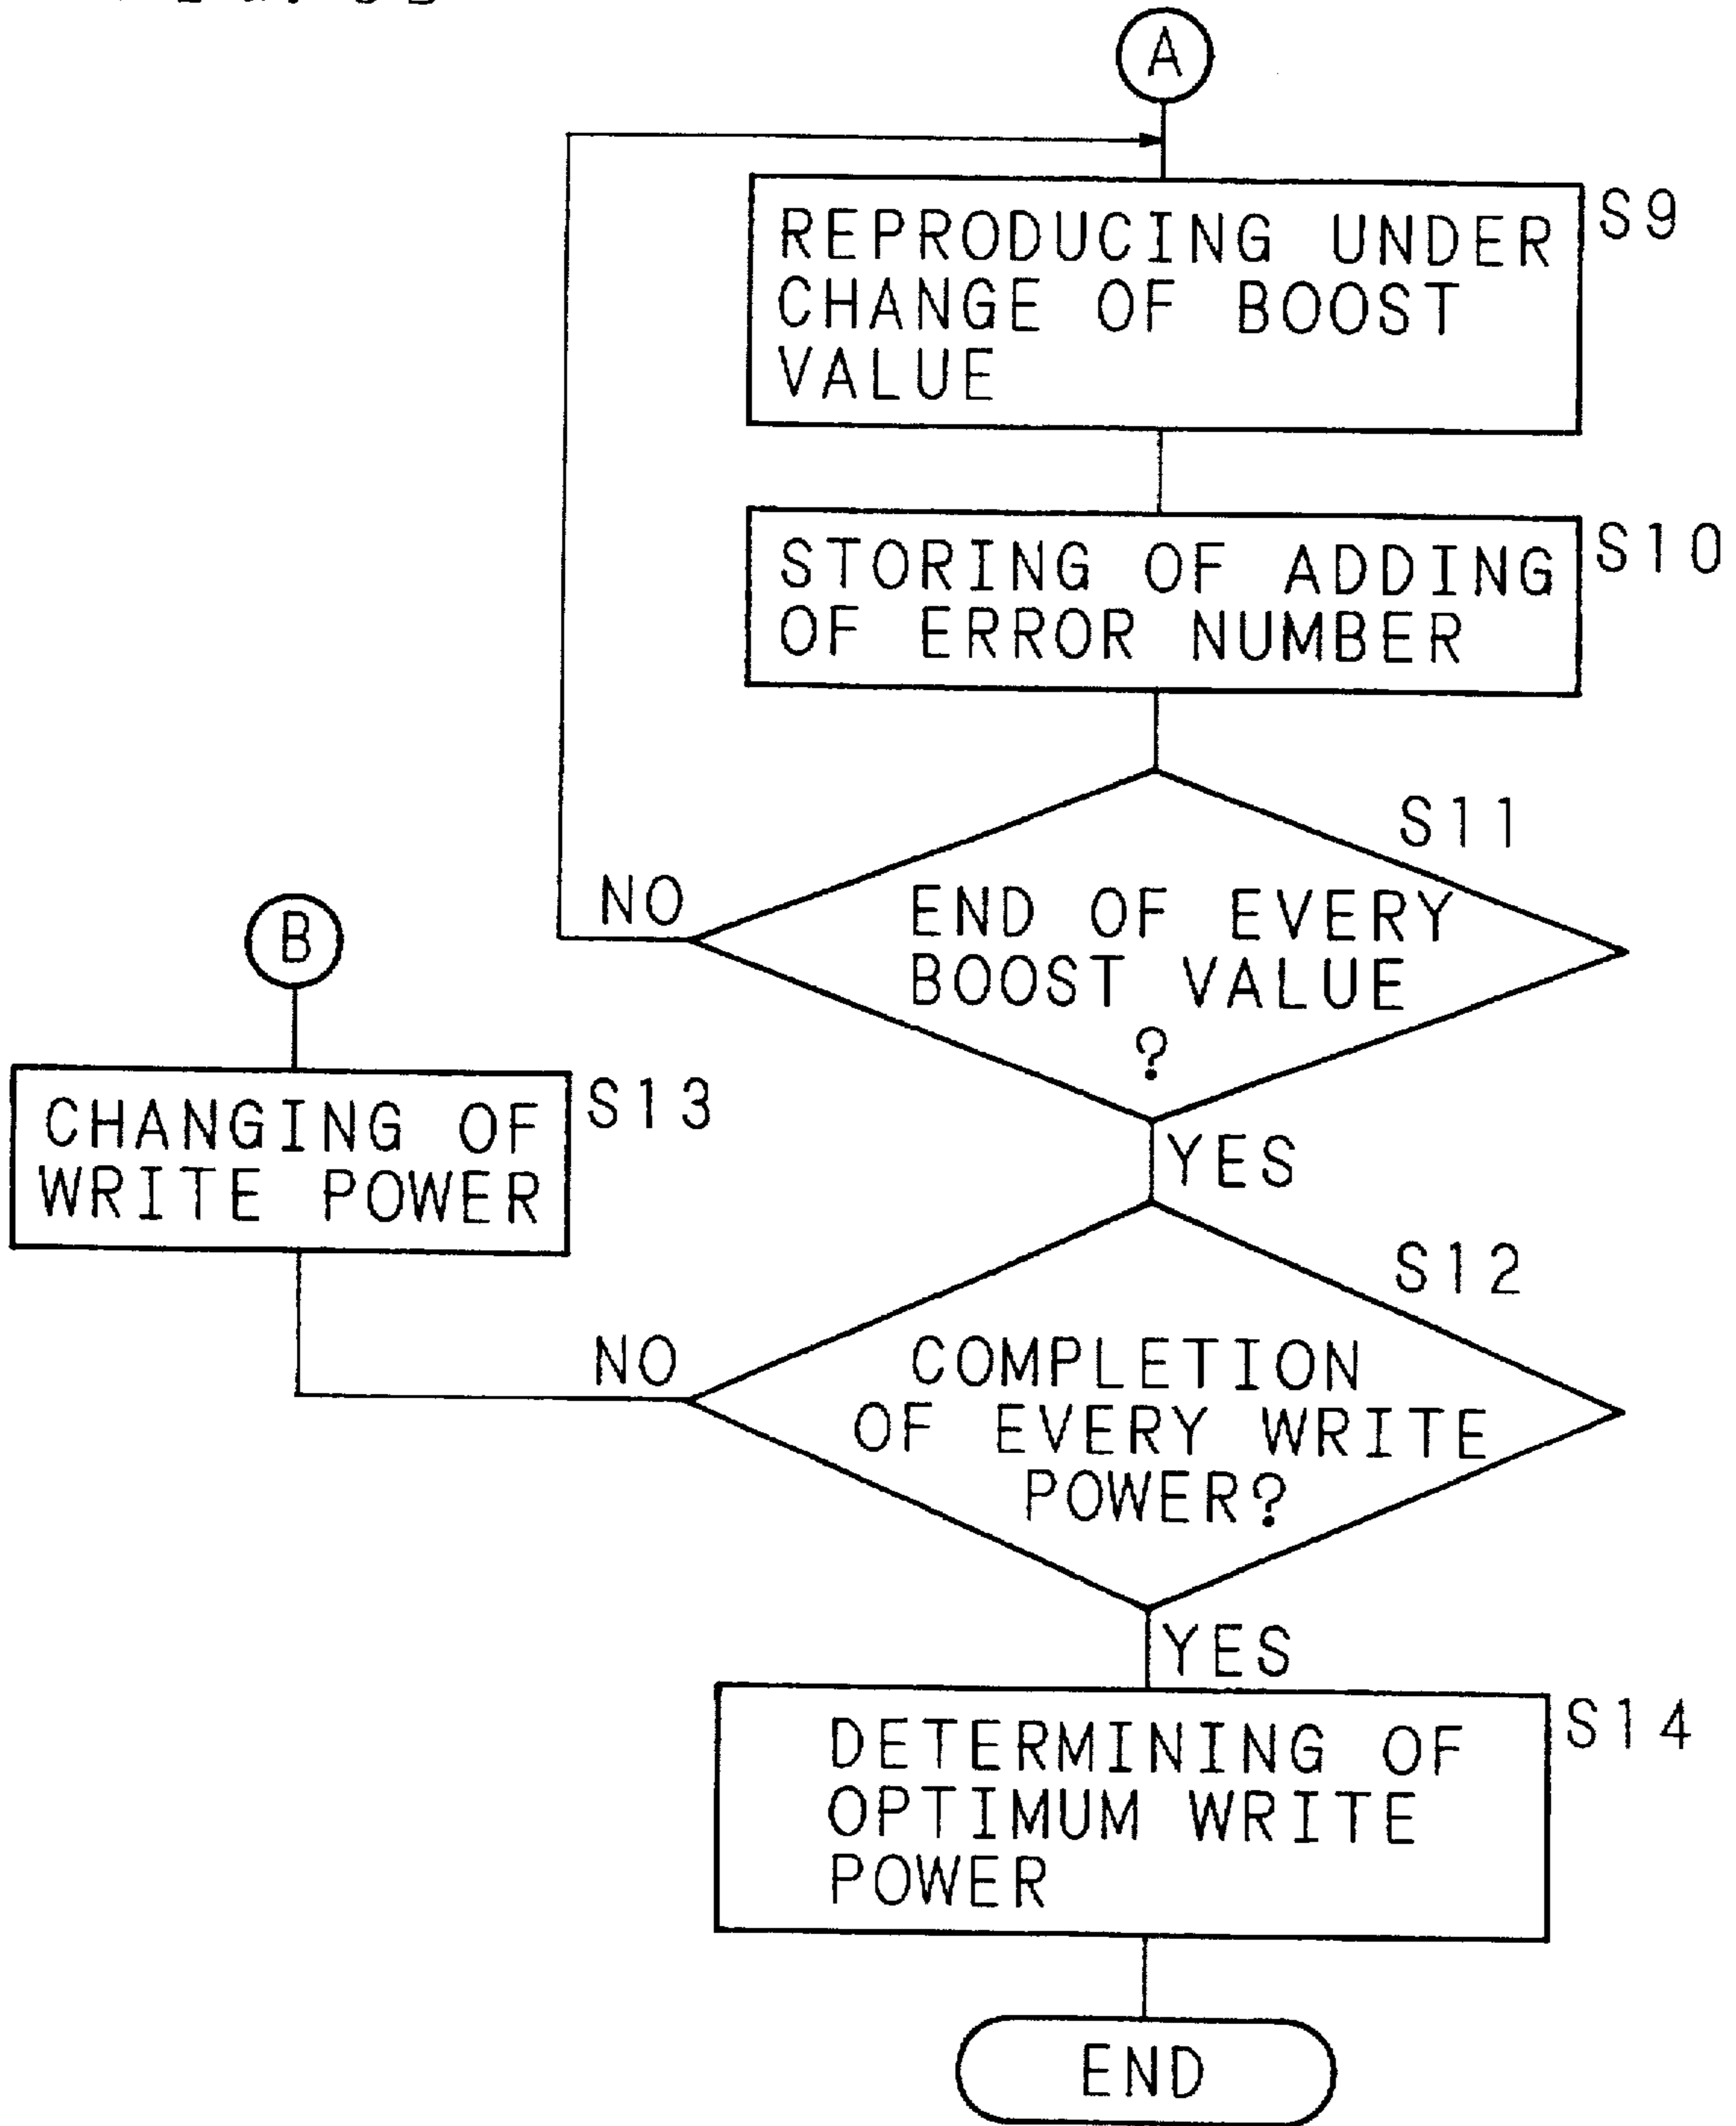 A
REPRODUCING UNDER
CHANGE OF BOOST
VALUE
S9
STORING OF ADDING
OF ERROR NUMBER
S10
S11
END OF EVERY
BOOST VALUE
?
NO
YES
B
CHANGING OF
WRITE POWER
S13
S12
COMPLETION
OF EVERY WRITE
POWER?
NO
YES
DETERMINING OF
OPTIMUM WRITE
POWER
S14
END